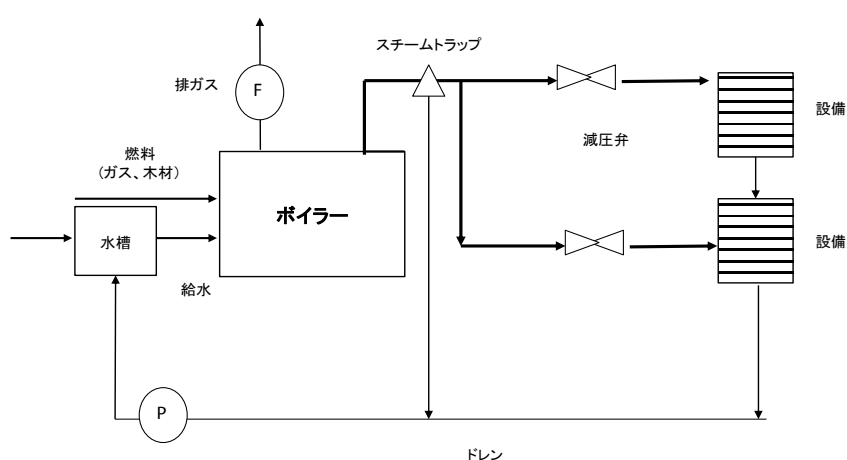 スチームトラップ
排ガス
F
減圧弁
設備
燃料
(ガス、木材)
ボイラー
水槽
給水
設備
P
ドレン